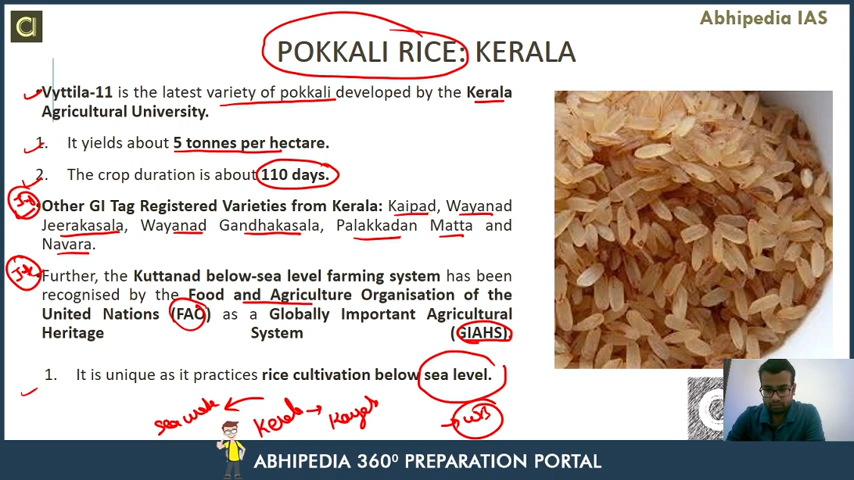 Abhipedia IAS
POKKALI RICE: KERALA
Vyttila-11 is the latest variety of pokkali developed by the Kerala
Agricultural University.
1. It yields about 5 tonnes per hectare.
2. The crop duration is about 110 days.
Other GI Tag Registered Varieties from Kerala: Kaipad, Wayanad
Jeerakasala, Wayanad Gandhakasala, Palakkadan Matta and
Navara.
Further, the Kuttanad below-sea level farming system has been
recognised by the Food and Agriculture Organisation of the
United Nations (FAO) as a Globally Important Agricultural
Heritage System (GIAHS).
1. It is unique as it practices rice cultivation below sea level.
Kerala
ABHIPEDIA 360⁰ PREPARATION PORTAL